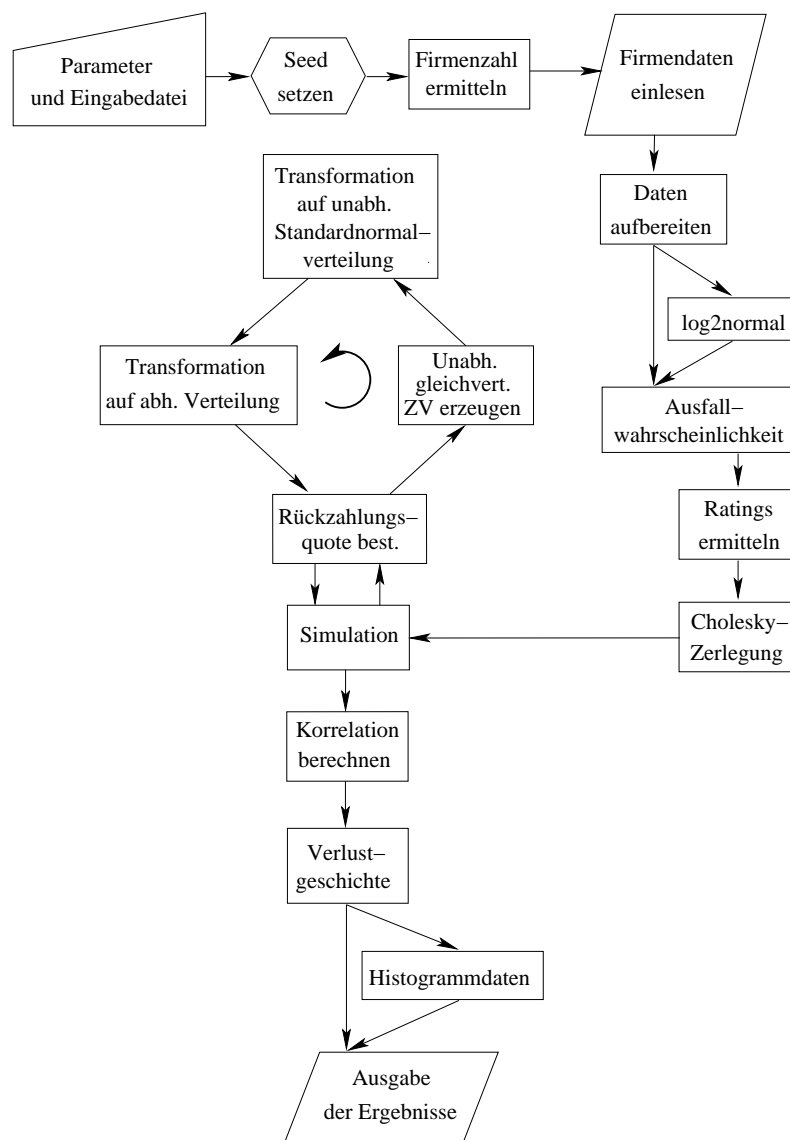 Parameter
und Eingabedatei
Seed
setzen
Firmenzahl
ermitteln
Firmendaten
einlesen
Transformation
auf unabh.
Standardnormal–
verteilung
Daten
aufbereiten
log2normal
Transformation
auf abh. Verteilung
Unabh.
gleichvert.
ZV erzeugen
Ausfall–
wahrscheinlichkeit
Rückzahlungs–
quote best.
Ratings
ermitteln
Simulation
Cholesky–
Zerlegung
Korrelation
berechnen
Verlust–
geschichte
Histogrammdaten
Ausgabe
der Ergebnisse